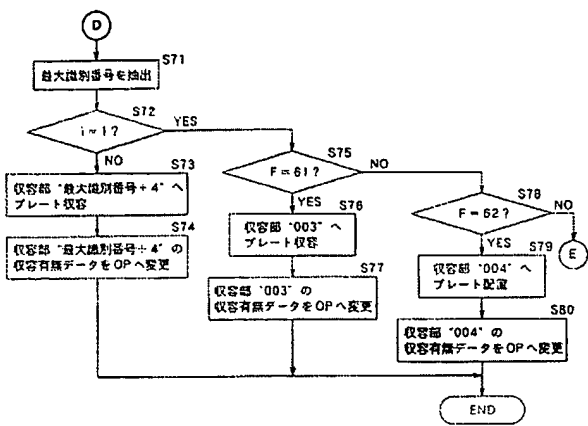 D
S71
最大識別番号を抽出
S72
i=1?
YES
NO
S73
収容部"最大識別番号+4"へ
プレート収容
S74
収容部"最大識別番号+4"の
収容有無データをOPへ変更
S75
F=61?
NO
YES
S76
収容部"003"へ
プレート収容
S77
収容部"003"の
収容有無データをOPへ変更
S78
F=62?
NO
E
YES
S79
収容部"004"へ
プレート配置
S80
収容部"004"の
収容有無データをOPへ変更
END